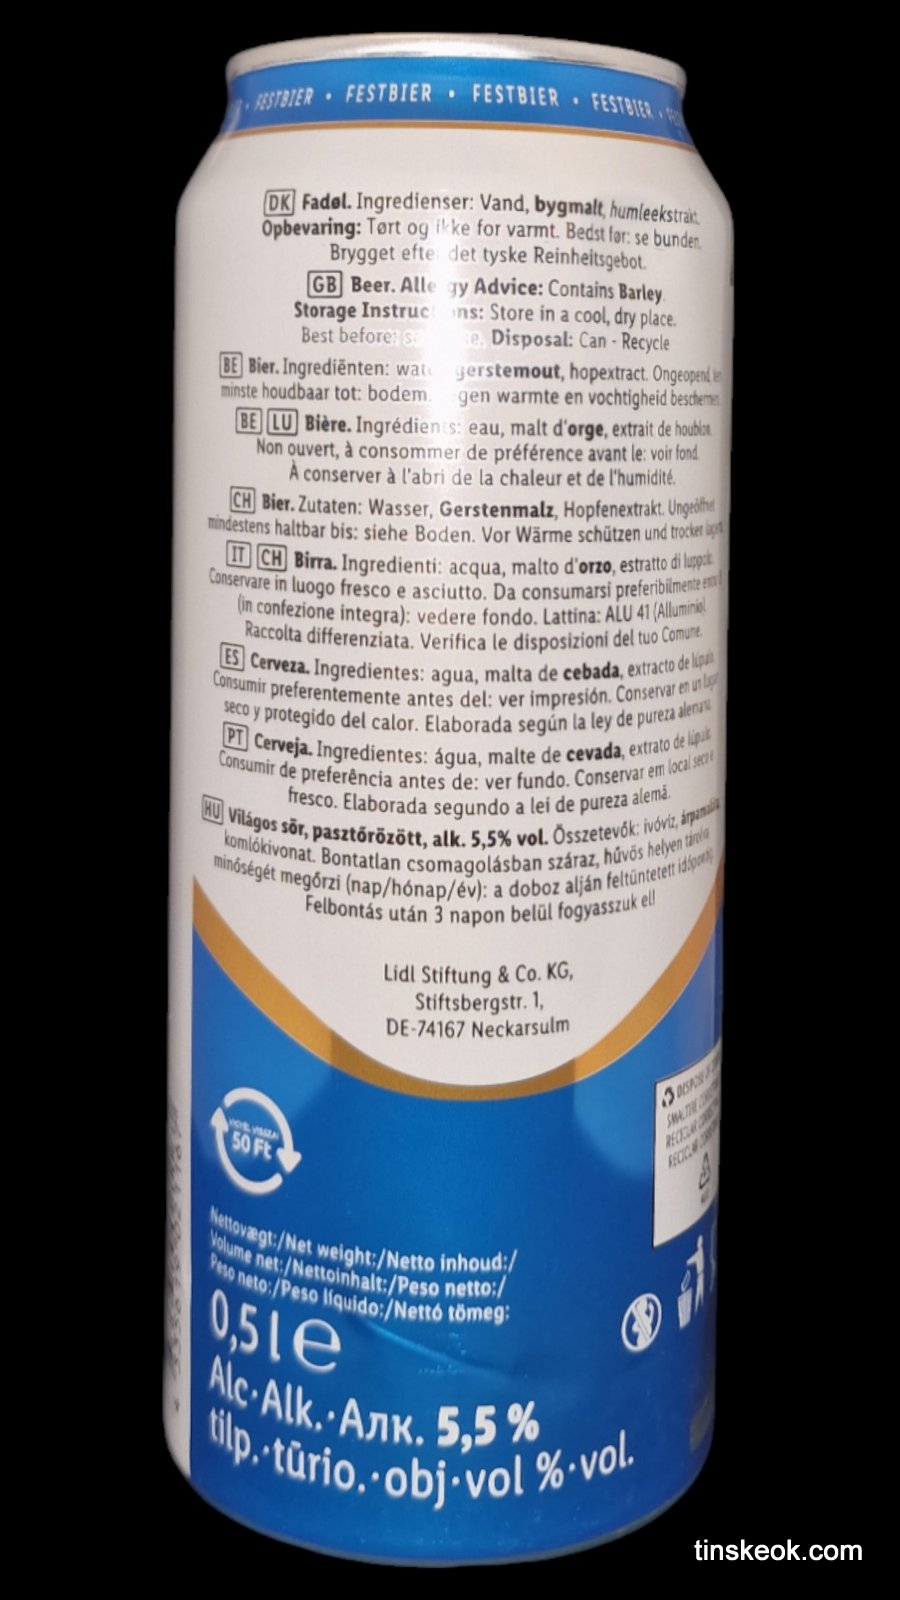 FESTBIER • FESTBIER • FESTBIER • FESTBIER
DK Fadøl. Ingredienser: Vand, bygmalt, humleekstrakt.
Opbevaring: Tørt og ikke for varmt. Bedst før: se bunden.
Brygget efter det tyske Reinheitsgebot.
GB Beer. Allergy Advice: Contains Barley.
Storage Instructions: Store in a cool, dry place.
Best before: Disposal: Can - Recycle
BE Bier. Ingrediënten: water, gerstemout, hopextract. Ongeopend ten
minste houdbaar tot: bodem. Tegen warmte en vochtigheid beschermen.
BE LU Bière. Ingrédients: eau, malt d'orge, extrait de houblon.
Non ouvert, à consommer de préférence avant le: voir fond.
À conserver à l'abri de la chaleur et de l'humidité.
CH Bier. Zutaten: Wasser, Gerstenmalz, Hopfenextrakt. Ungeöffnet
mindestens haltbar bis: siehe Boden. Vor Wärme schützen und trocken lagern.
IT CH Birra. Ingredienti: acqua, malto d'orzo, estratto di luppolo.
Conservare in luogo fresco e asciutto. Da consumarsi preferibilmente entro il
(in confezione integra): vedere fondo. Lattina: ALU 41 (Alluminio).
Raccolta differenziata. Verifica le disposizioni del tuo Comune.
ES Cerveza. Ingredientes: agua, malta de cebada, extracto de lúpulo.
Consumir preferentemente antes del: ver impresión. Conservar en un lugar
seco y protegido del calor. Elaborada según la ley de pureza alemana.
PT Cerveja. Ingredientes: água, malte de cevada, extrato de lúpulo.
Consumir de preferência antes de: ver fundo. Conservar em local seco e
fresco. Elaborada segundo a lei de pureza alemã.
HU Világos sör, pasztőrözött, alk. 5,5% vol. Összetevők: ivóvíz, árpamaláta,
komlókivonat. Bontatlan csomagolásban száraz, hűvös helyen tárolva
minőségét megőrzi (nap/hónap/év): a doboz alján feltüntetett időpontig.
Felbontás után 3 napon belül fogyasszuk el!
Lidl Stiftung & Co. KG,
Stiftsbergstr. 1,
DE-74167 Neckarsulm
50 Ft
Nettovægt:/Net weight:/Netto inhoud:/
Volume net:/Nettoinhalt:/Peso netto:/
Peso neto:/Peso líquido:/Nettó tömeg:
0,5 l e
Alc·Alk.·Алк. 5,5 %
tilp.·tūrio.·obj·vol %·vol.
tinskeok.com